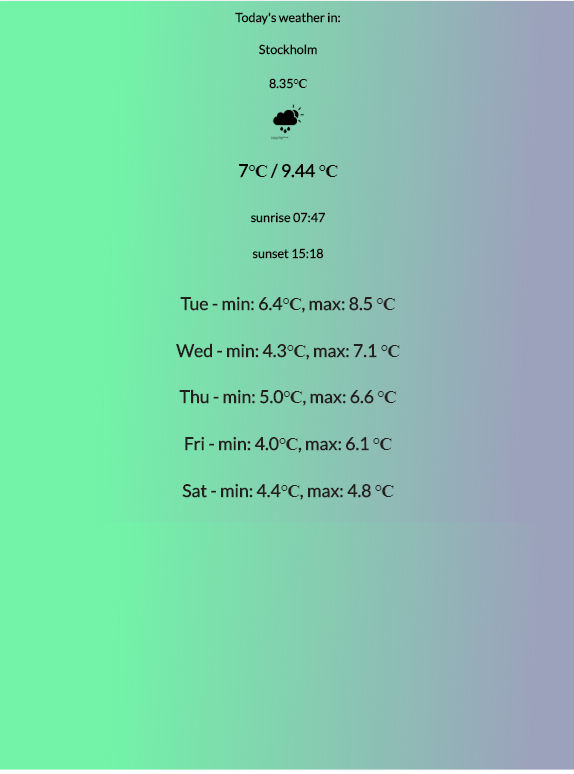 Today's weather in:
Stockholm
8.35°C
7°C / 9.44 °C
sunrise 07:47
sunset 15:18
Tue - min: 6.4°C, max: 8.5 °C
Wed - min: 4.3°C, max: 7.1 °C
Thu - min: 5.0°C, max: 6.6 °C
Fri - min: 4.0°C, max: 6.1 °C
Sat - min: 4.4°C, max: 4.8 °C